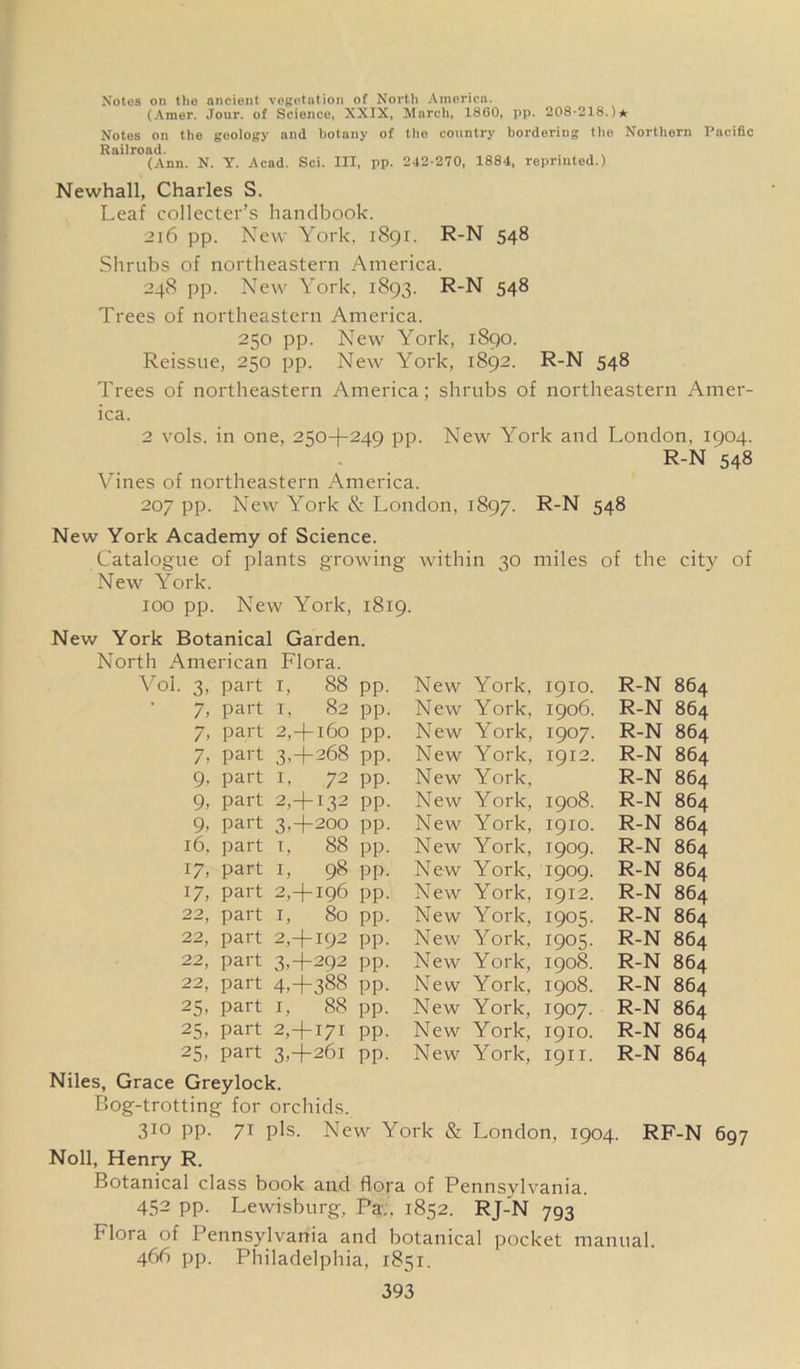 Notes on the ancient vegetation of North America.
(Amer. Jour. of Science, XXIX, March, 1860, pp. 208-218.)★
Notes on the geology and botany of the country bordering the Northern Pacific
Railroad.
(Ann. N. Y. Acad. Sci. III, pp. 242-270, 1884, reprinted.)
Newhall, Charles S.
Leaf collecter's handbook.
216 pp. New York, 1891. R-N 548
Shrubs of northeastern America.
248 pp. New York, 1893. R-N 548
Trees of northeastern America.
250 pp. New York, 1890.
Reissue, 250 pp. New York, 1892. R-N 548
Trees of northeastern America; shrubs of northeastern Amer-
ica.
2 vols. in one, 250+249 pp. New York and London, 1904.
R-N 548
Vines of northeastern America.
207 pp. New York & London, 1897. R-N 548
New York Academy of Science.
Catalogue of plants growing within 30 miles of the city of
New York.
100 pp. New York, 1819.
New York Botanical Garden.
North American Flora.
Vol. 3, part 1, 88 pp. New York, 1910. R-N 864
7, part 1, 82 pp. New York, 1906. R-N 864
7, part 2,+160 pp. New York, 1907. R-N 864
7, part 3,+268 pp. New York, 1912. R-N 864
9, part 1, 72 pp. New York, R-N 864
9, part 2,+132 pp. New York, 1908. R-N 864
9, part 3,+200 pp. New York, 1910. R-N 864
16, part 1, 88 pp. New York, 1909. R-N 864
17, part 1, 98 pp. New York, 1909. R-N 864
17, part 2,+196 pp. New York, 1912. R-N 864
22, part 1, 80 pp. New York, 1905. R-N 864
22, part 2,+192 pp. New York, 1905. R-N 864
22, part 3,+292 pp. New York, 1908. R-N 864
22, part 4,+388 pp. New York, 1908. R-N 864
25, part 1, 88 pp. New York, 1907. R-N 864
25, part 2,+171 pp. New York, 1910. R-N 864
25, part 3,+261 pp. New York, 1911. R-N 864
Niles, Grace Greylock.
Bog-trotting for orchids.
310 pp. 71 pls. New York & London, 1904. RF-N 697
Noll, Henry R.
Botanical class book and flora of Pennsylvania.
452 pp. Lewisburg, Pa., 1852. RJ-N 793
Flora of Pennsylvania and botanical pocket manual.
466 pp. Philadelphia, 1851.
393